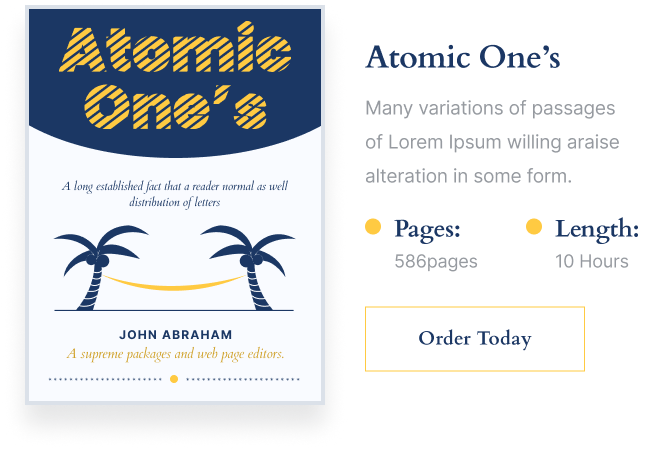 Atomic
One's
A long established fact that a reader normal as well
distribution of letters
JOHN ABRAHAM
A supreme packages and web page editors.
Atomic One's
Many variations of passages
of Lorem Ipsum willing araise
alteration in some form.
Pages:
586pages
Length:
10 Hours
Order Today